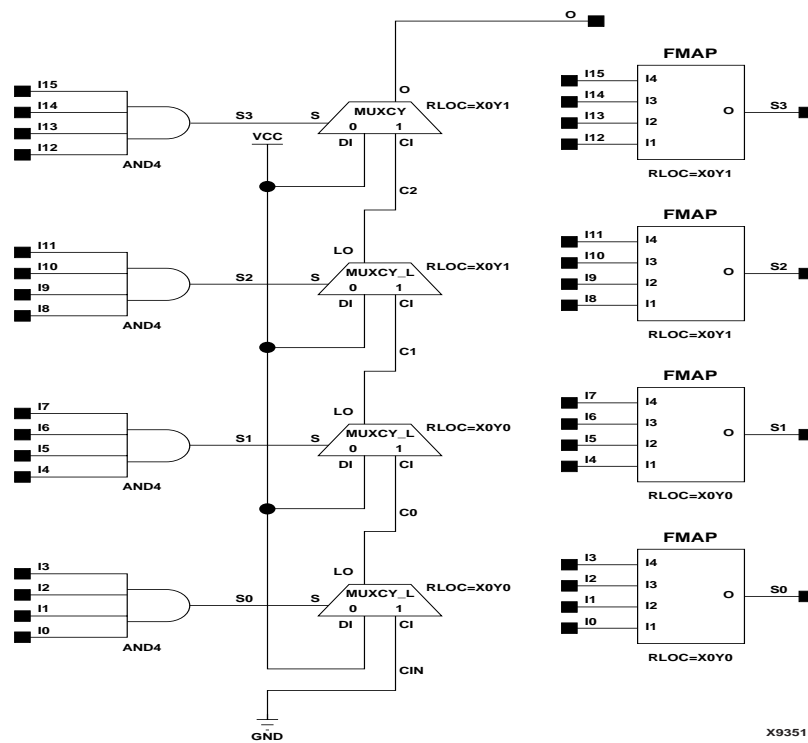 O
FMAP
I15
I14
I13
I12
AND4
S3
S
O
MUXCY
0 1
DI
CI
RLOC=X0Y1
VCC
C2
I15
I14
I13
I12
I4
I3
I2
I1
O
S3
RLOC=X0Y1
FMAP
I11
I10
I9
I8
AND4
S2
S
LO
MUXCY_L
0 1
DI
CI
RLOC=X0Y1
C1
I11
I10
I9
I8
I4
I3
I2
I1
O
S2
RLOC=X0Y1
FMAP
I7
I6
I5
I4
AND4
S1
S
LO
MUXCY_L
0 1
DI
CI
RLOC=X0Y0
C0
I7
I6
I5
I4
I4
I3
I2
I1
O
S1
RLOC=X0Y0
FMAP
I3
I2
I1
I0
AND4
S0
S
LO
MUXCY_L
0 1
DI
CI
RLOC=X0Y0
CIN
GND
I3
I2
I1
I0
I4
I3
I2
I1
O
S0
RLOC=X0Y0
X9351